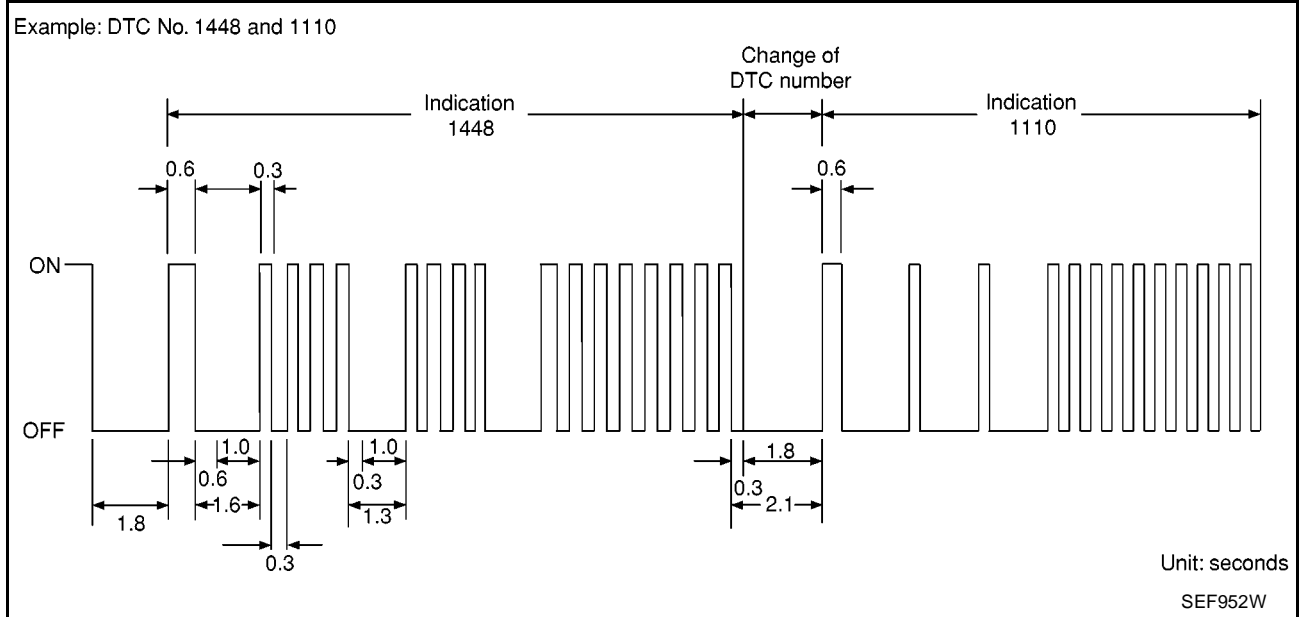 Example: DTC No. 1448 and 1110
Change of
DTC number
Indication
1448
Indication
1110
0.6
0.3
0.6
ON
OFF
1.0
1.0
1.8
0.6
0.3
0.3
1.6
1.3
2.1
1.8
0.3
Unit: seconds
SEF952W